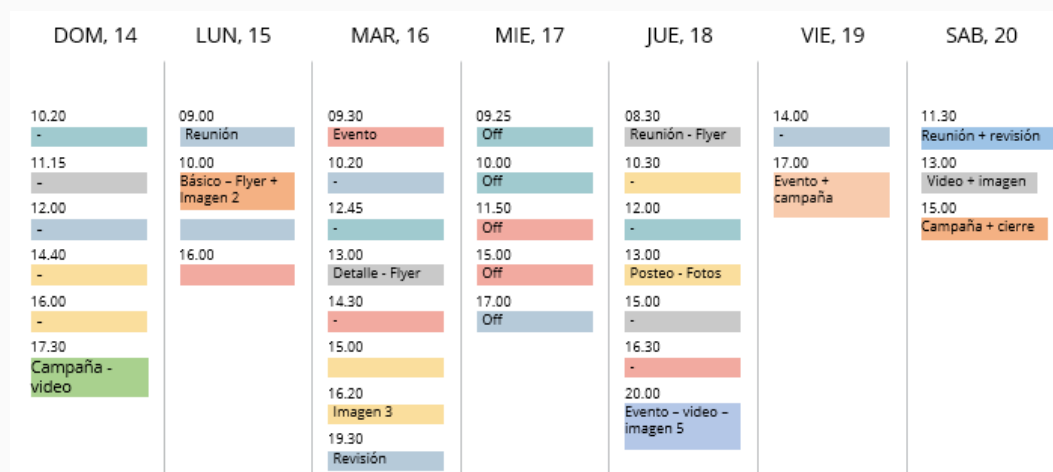 DOM, 14
10.20
-
11.15
-
12.00
-
14.40
-
16.00
-
17.30
Campaña -
video
LUN, 15
09.00
Reunión
10.00
Básico – Flyer +
Imagen 2
16.00
MAR, 16
09.30
Evento
10.20
-
12.45
-
13.00
Detalle - Flyer
14.30
-
15.00
16.20
Imagen 3
19.30
Revisión
MIE, 17
09.25
Off
10.00
Off
11.50
Off
15.00
Off
17.00
Off
JUE, 18
08.30
Reunión - Flyer
10.30
-
12.00
-
13.00
Posteo - Fotos
15.00
-
16.30
-
20.00
Evento – video –
imagen 5
VIE, 19
14.00
-
17.00
Evento +
campaña
SAB, 20
11.30
Reunión + revisión
13.00
Video + imagen
15.00
Campaña + cierre